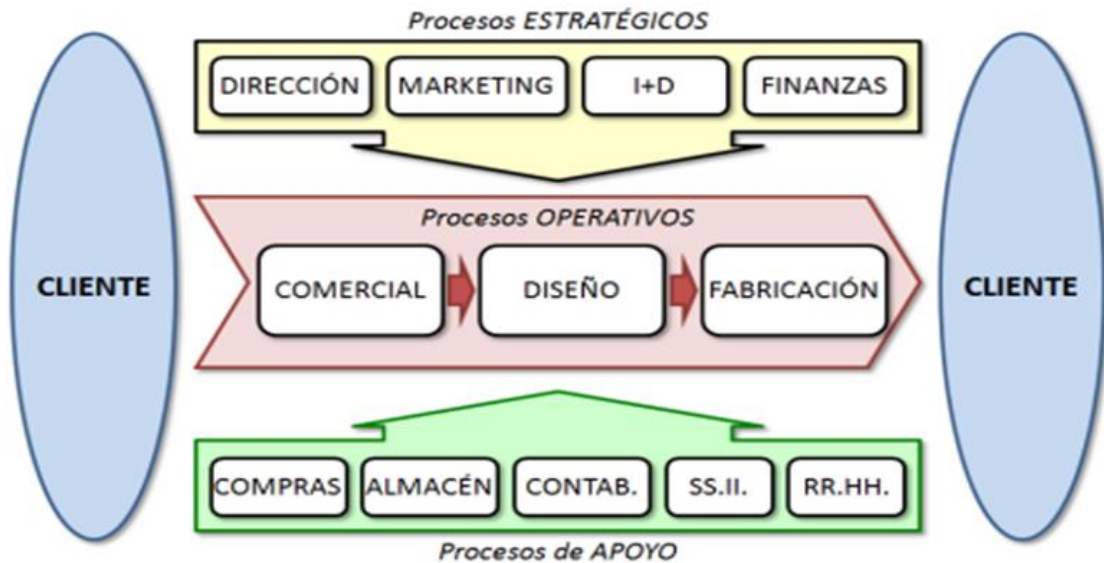 Procesos ESTRATÉGICOS
DIRECCIÓN
MARKETING
I+D
FINANZAS
CLIENTE
Procesos OPERATIVOS
COMERCIAL
DISEÑO
FABRICACIÓN
CLIENTE
COMPRAS
ALMACÉN
CONTAB.
SS.II.
RR.HH.
Procesos de APOYO